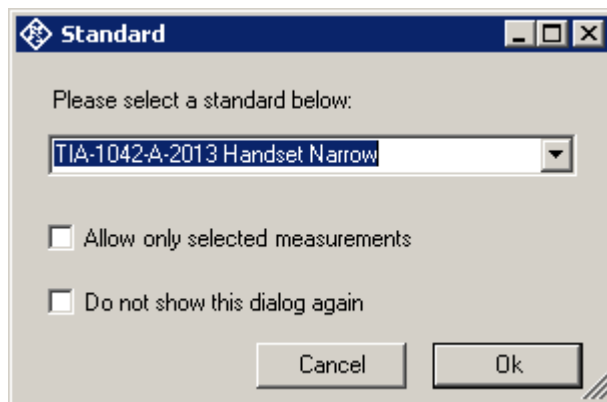 Standard
Please select a standard below:
TIA-1042-A-2013 Handset Narrow
Allow only selected measurements
Do not show this dialog again
Cancel Ok